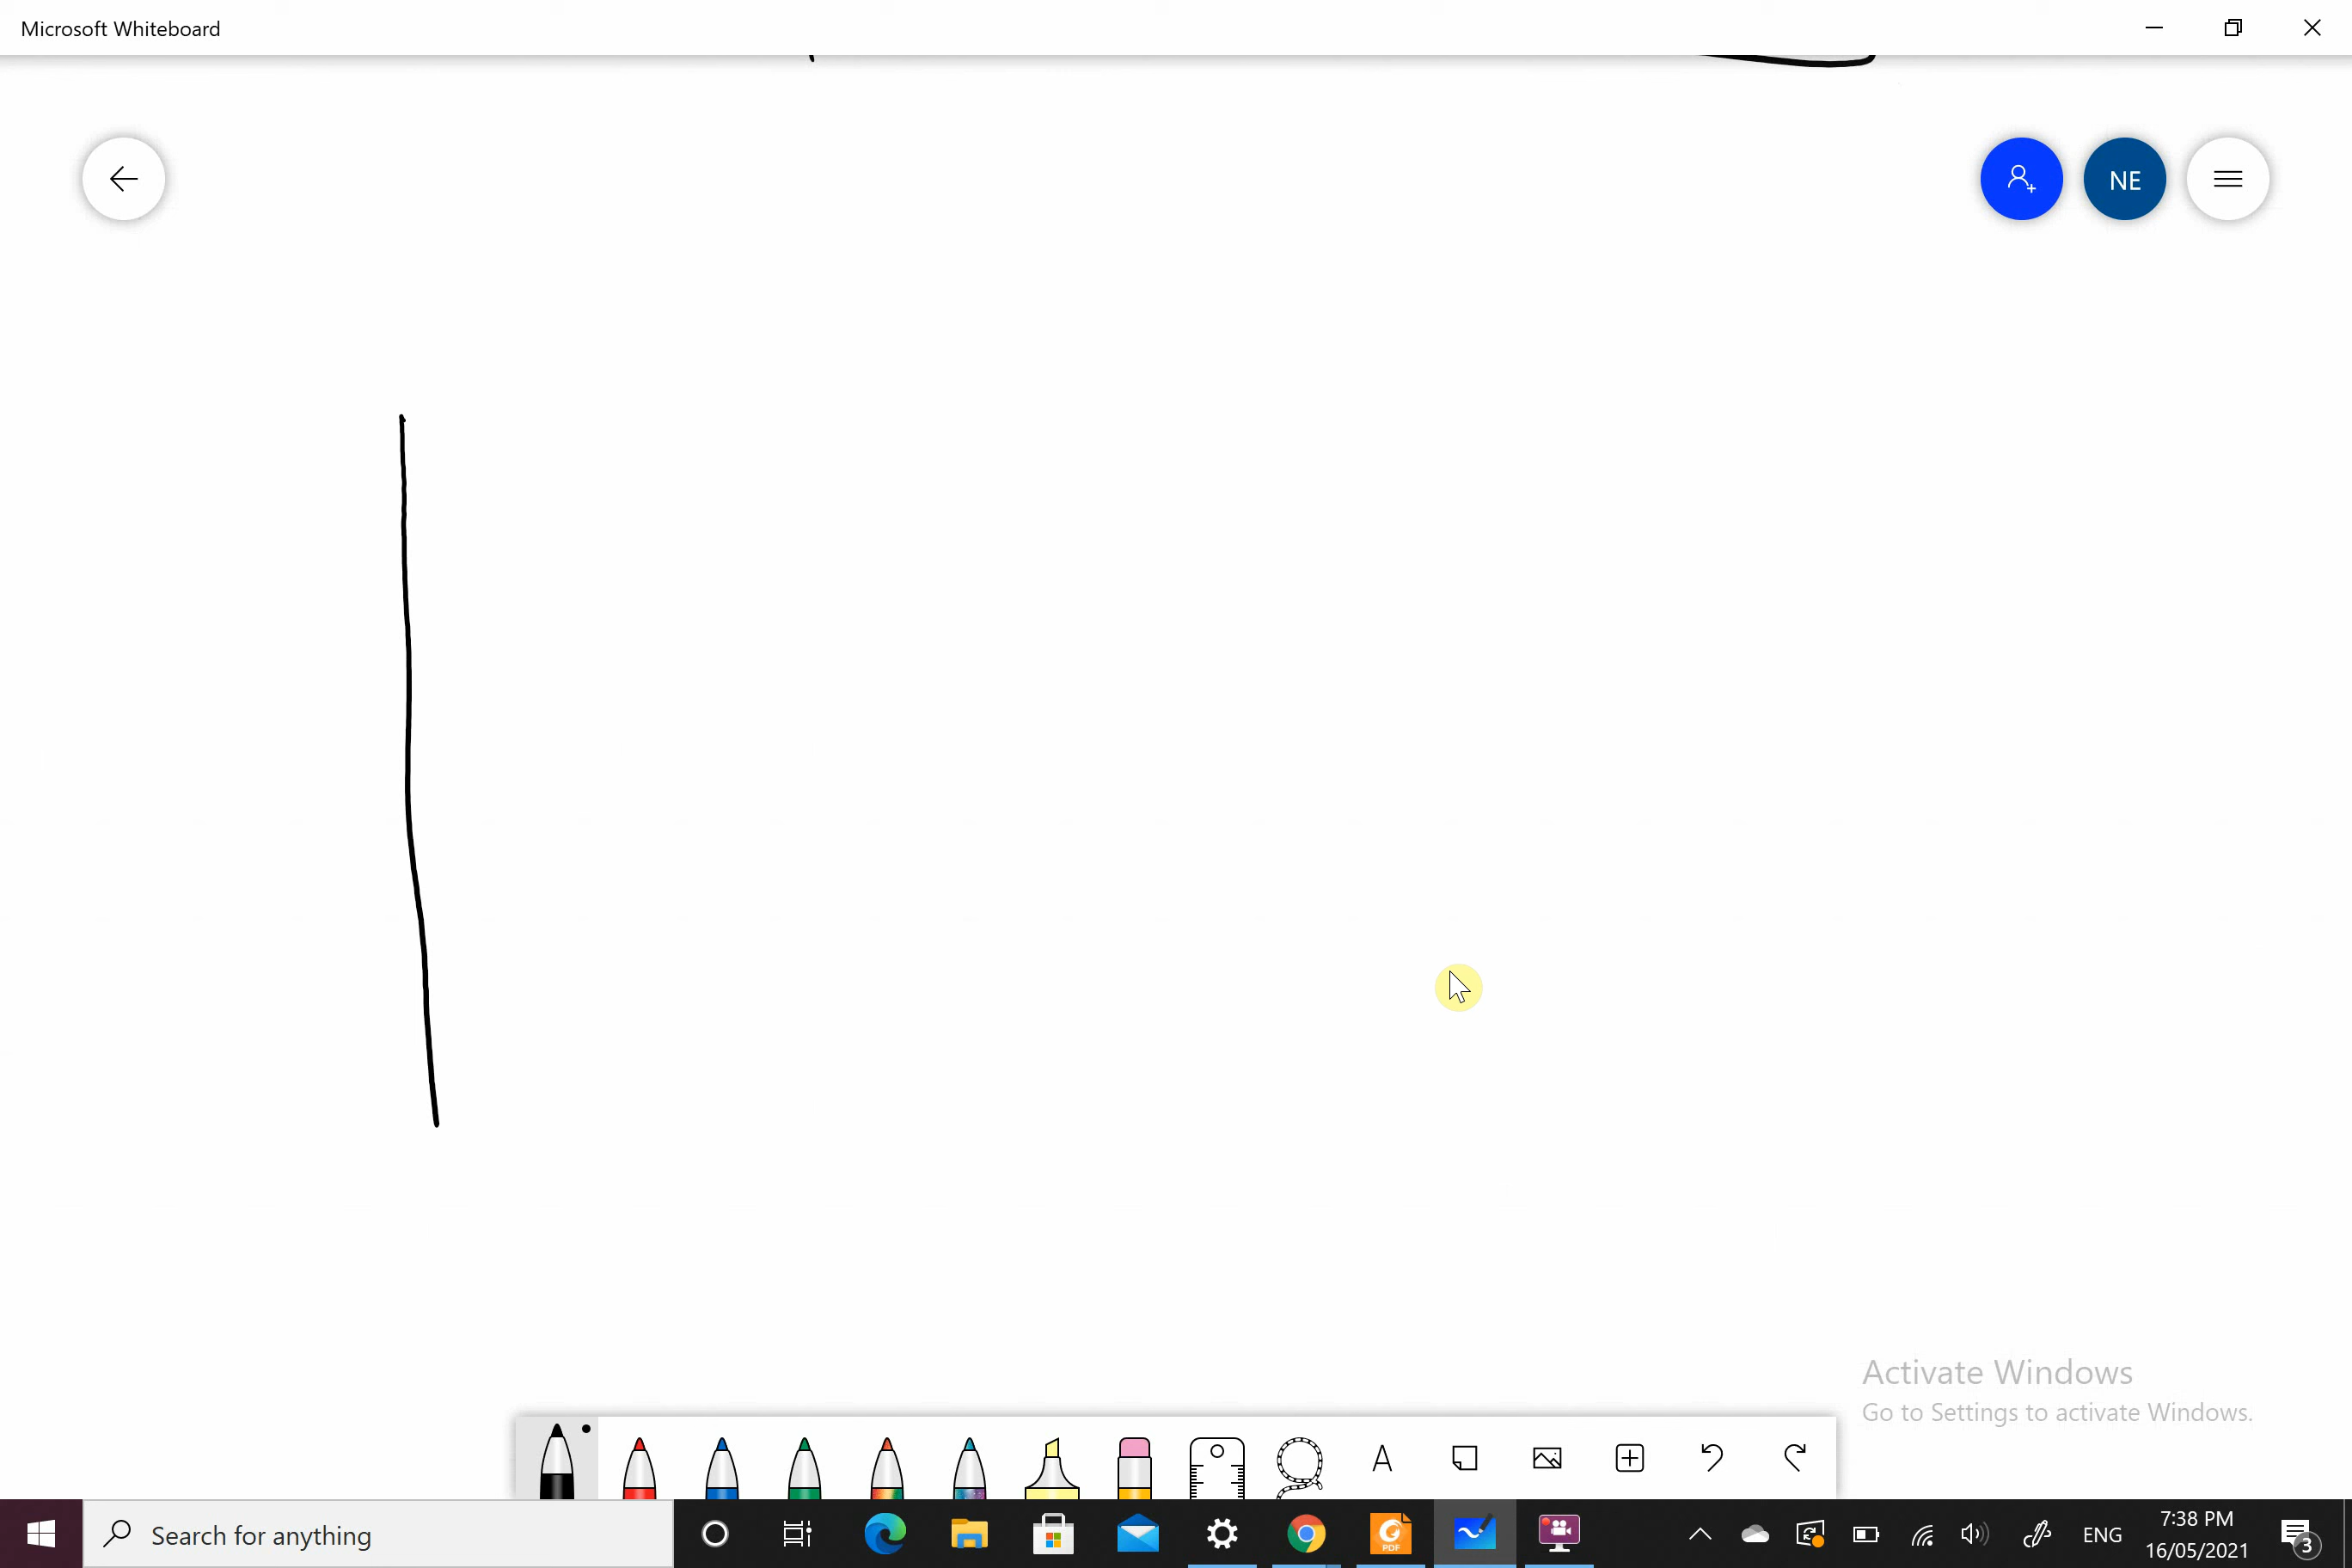 Microsoft Whiteboard
NE
Activate Windows
Go to Settings to activate Windows.
A
PDF
Search for anything
ENG
7:38 PM
16/05/2021
3